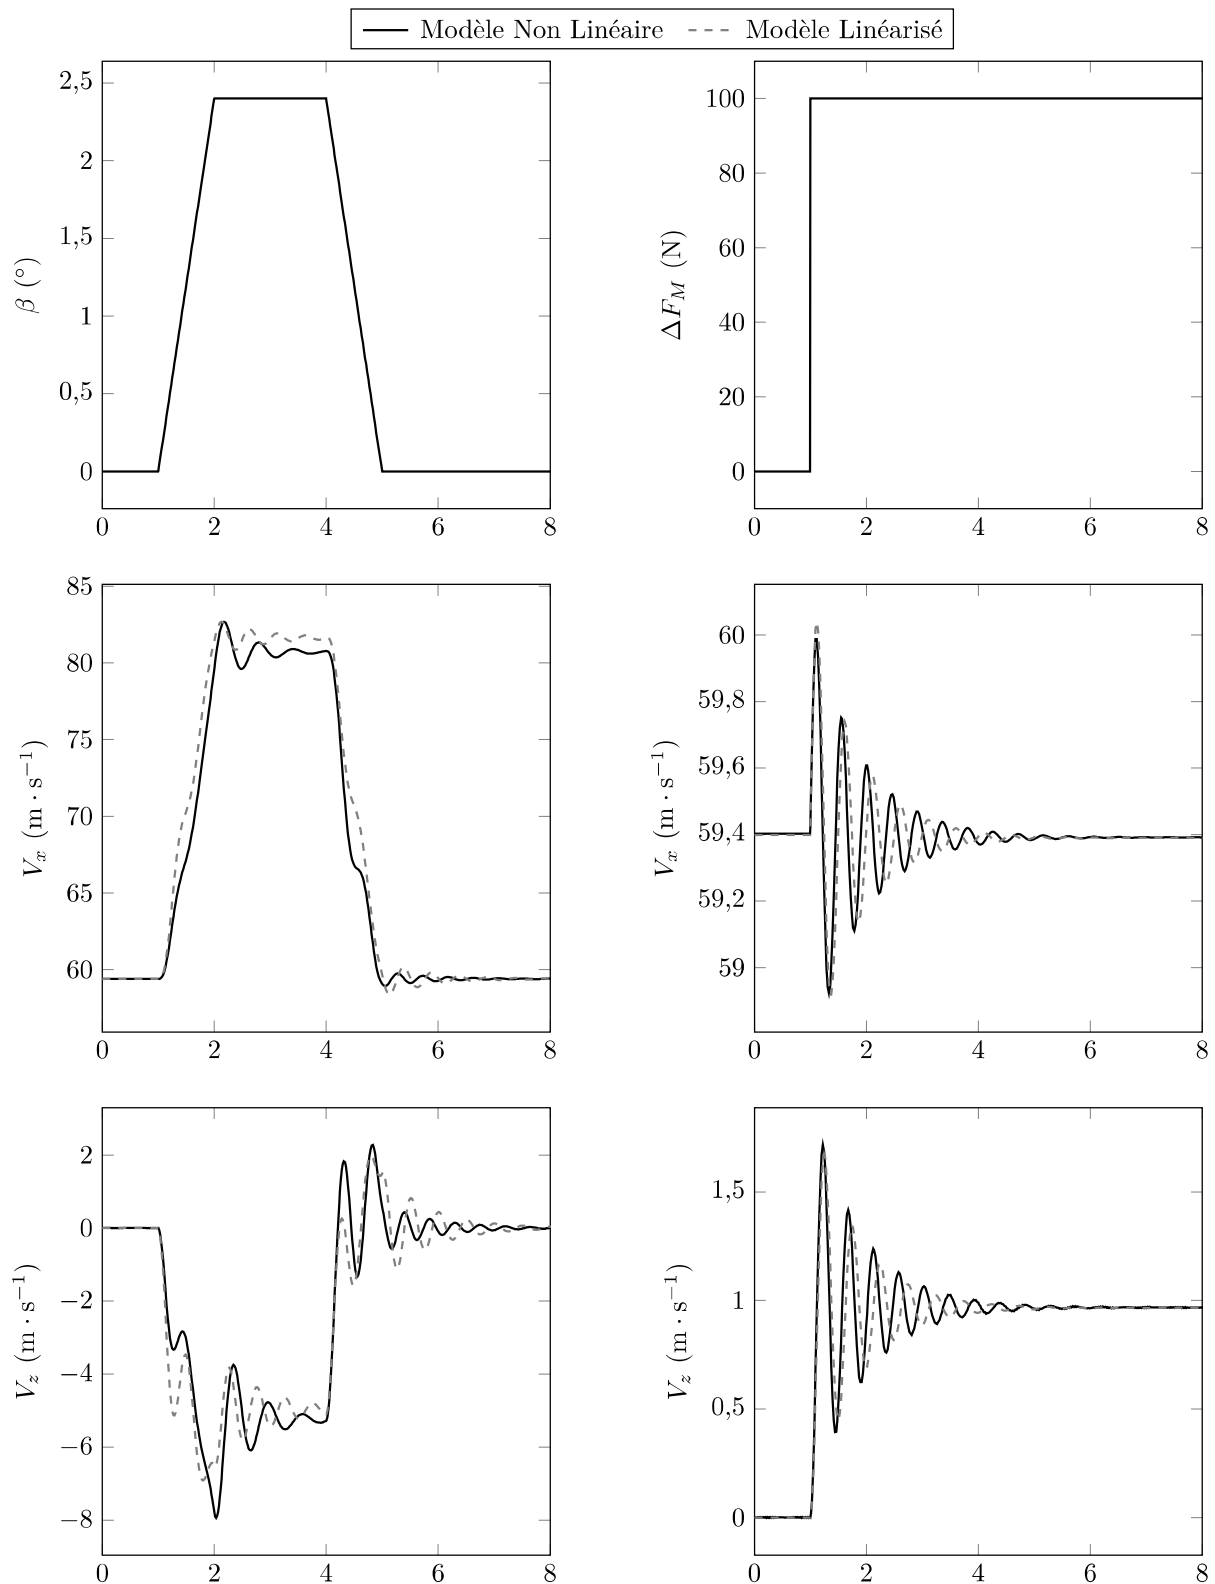 Modèle Non Linéaire Modèle Linéarisé
2,5
2
1,5
1
0,5
0
β (°)
0 2 4 6 8
100
80
60
40
20
0
ΔF_M (N)
0 2 4 6 8
85
80
75
70
65
60
V_x (m · s⁻¹)
0 2 4 6 8
60
59,8
59,6
59,4
59,2
59
V_x (m · s⁻¹)
0 2 4 6 8
2
0
−2
−4
−6
−8
V_z (m · s⁻¹)
0 2 4 6 8
1,5
1
0,5
0
V_z (m · s⁻¹)
0 2 4 6 8